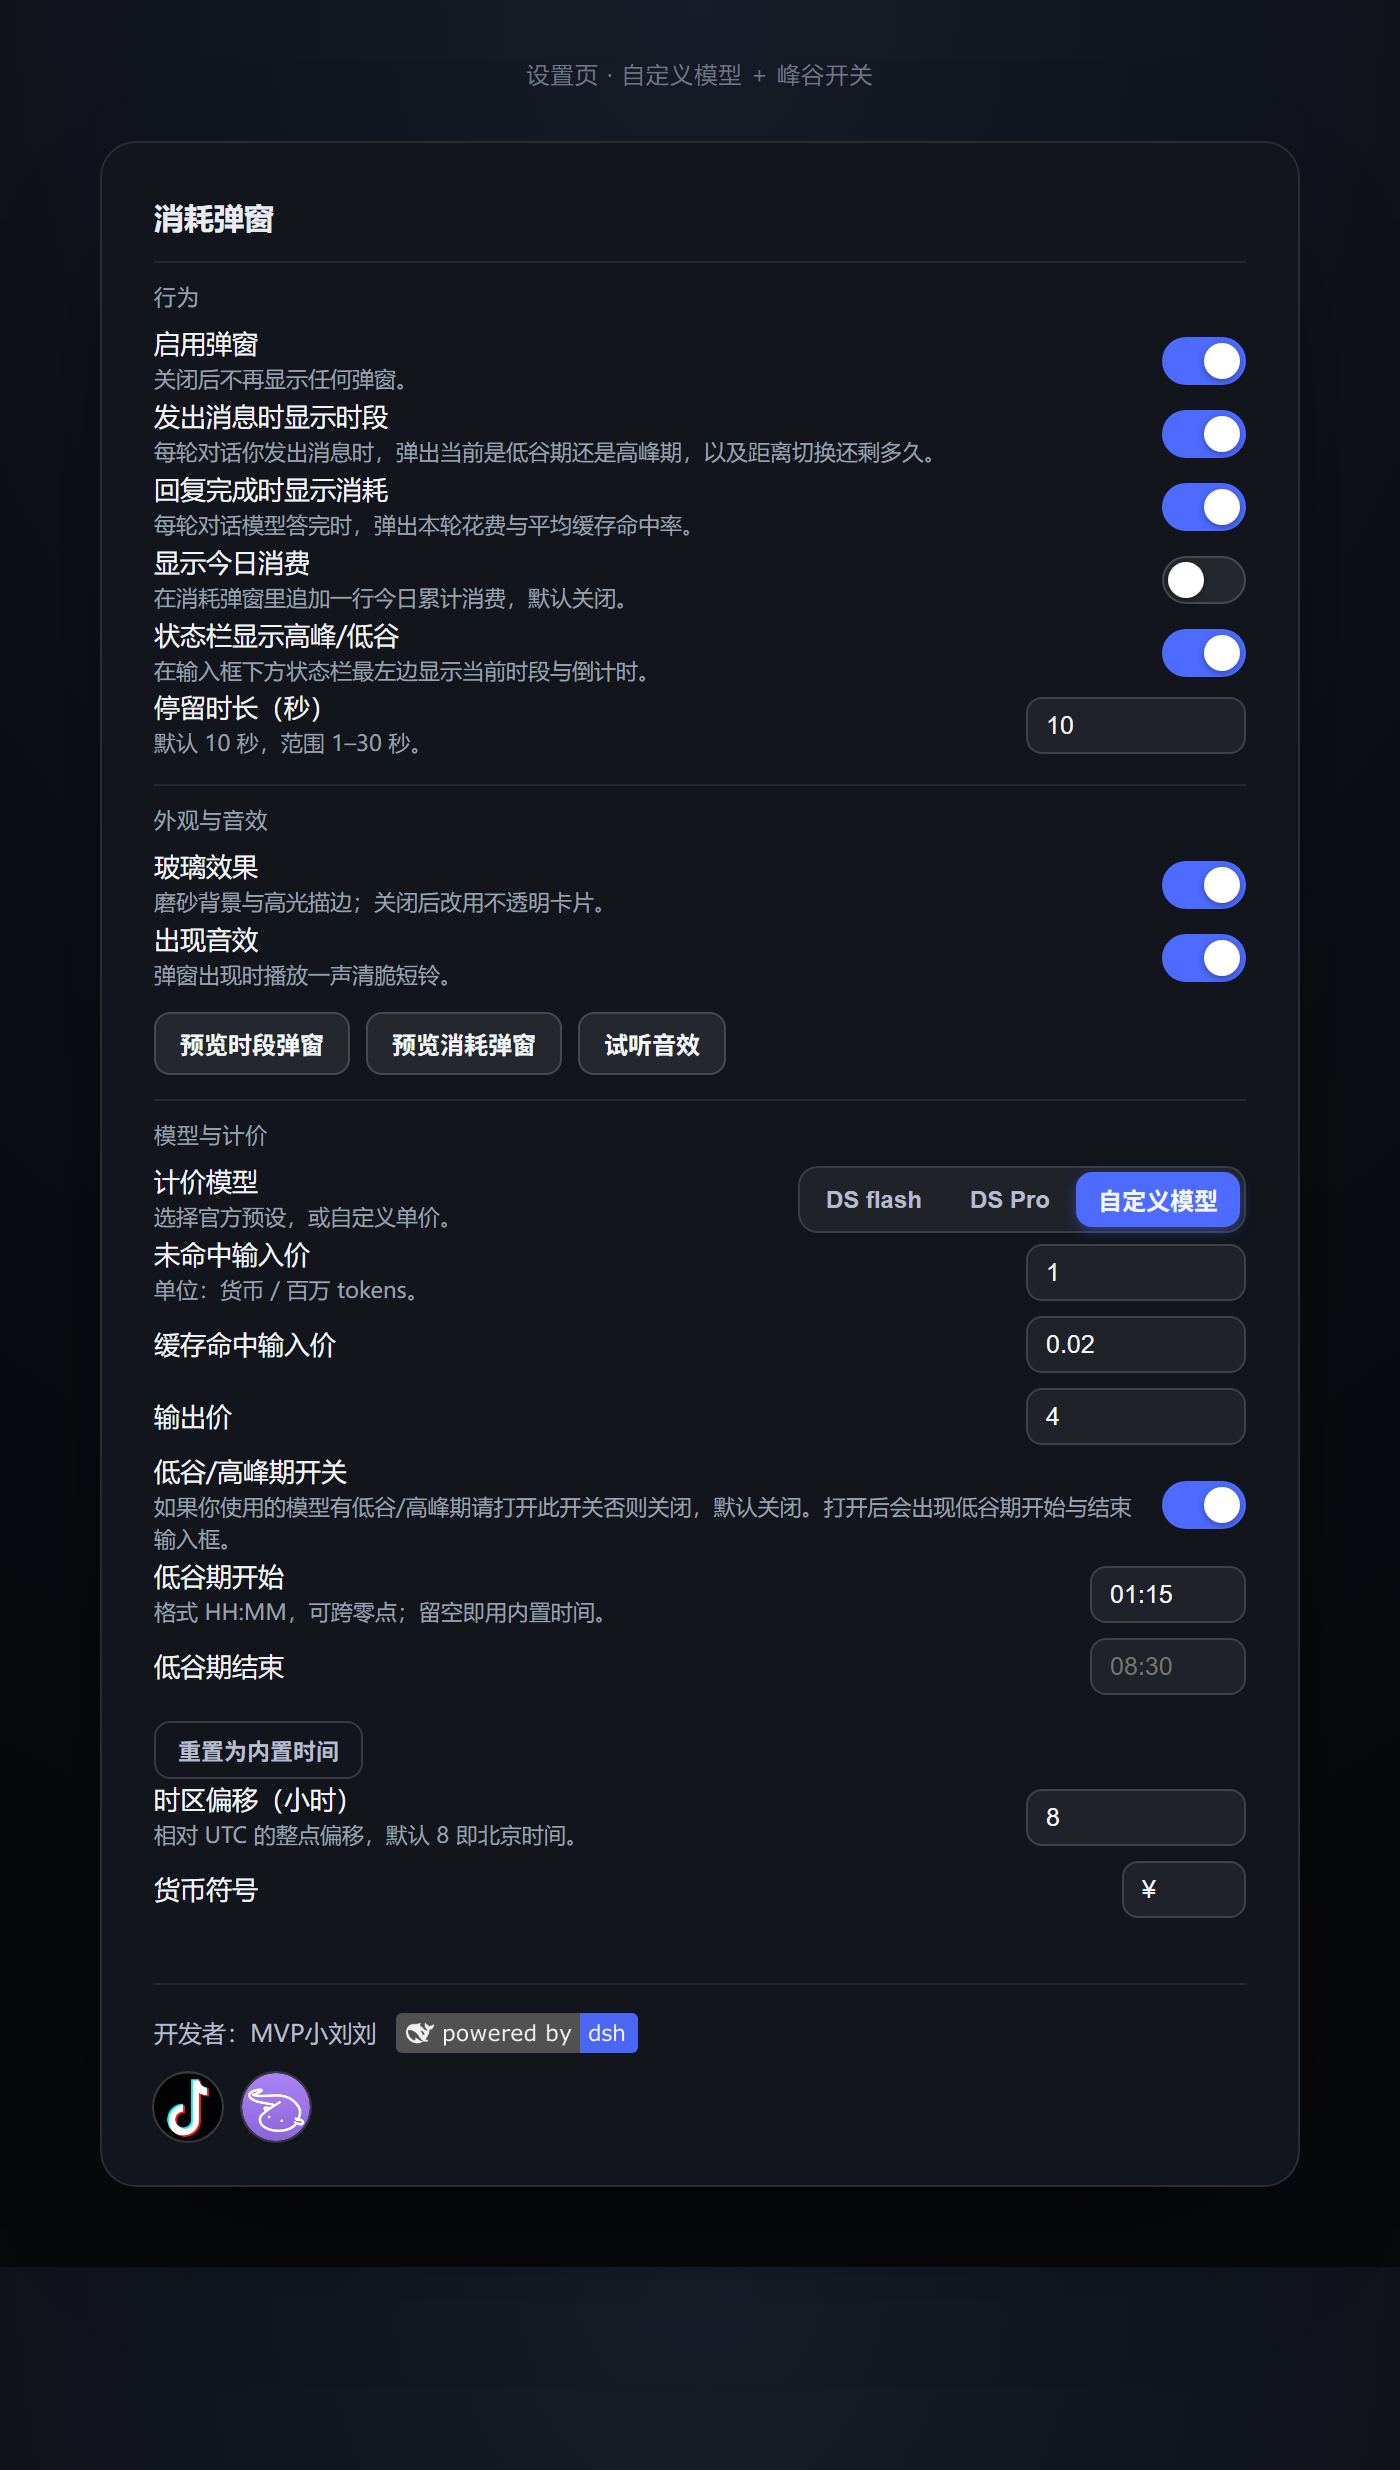 设置页 · 自定义模型 + 峰谷开关
消耗弹窗
行为
启用弹窗
关闭后不再显示任何弹窗。
发出消息时显示时段
每轮对话你发出消息时，弹出当前是低谷期还是高峰期，以及距离切换还剩多久。
回复完成时显示消耗
每轮对话模型答完时，弹出本轮花费与平均缓存命中率。
显示今日消费
在消耗弹窗里追加一行今日累计消费，默认关闭。
状态栏显示高峰/低谷
在输入框下方状态栏最左边显示当前时段与倒计时。
停留时长（秒）
默认 10 秒，范围 1–30 秒。
10
外观与音效
玻璃效果
磨砂背景与高光描边；关闭后改用不透明卡片。
出现音效
弹窗出现时播放一声清脆短铃。
预览时段弹窗 预览消耗弹窗 试听音效
模型与计价
计价模型
选择官方预设，或自定义单价。
DS flash DS Pro 自定义模型
未命中输入价
单位：货币 / 百万 tokens。
1
缓存命中输入价 0.02
输出价 4
低谷/高峰期开关
如果你使用的模型有低谷/高峰期请打开此开关否则关闭，默认关闭。打开后会出现低谷期开始与结束
输入框。
低谷期开始
格式 HH:MM，可跨零点；留空即用内置时间。
01:15
低谷期结束 08:30
重置为内置时间
时区偏移（小时）
相对 UTC 的整点偏移，默认 8 即北京时间。
8
货币符号 ¥
开发者：MVP小刘刘 powered by dsh